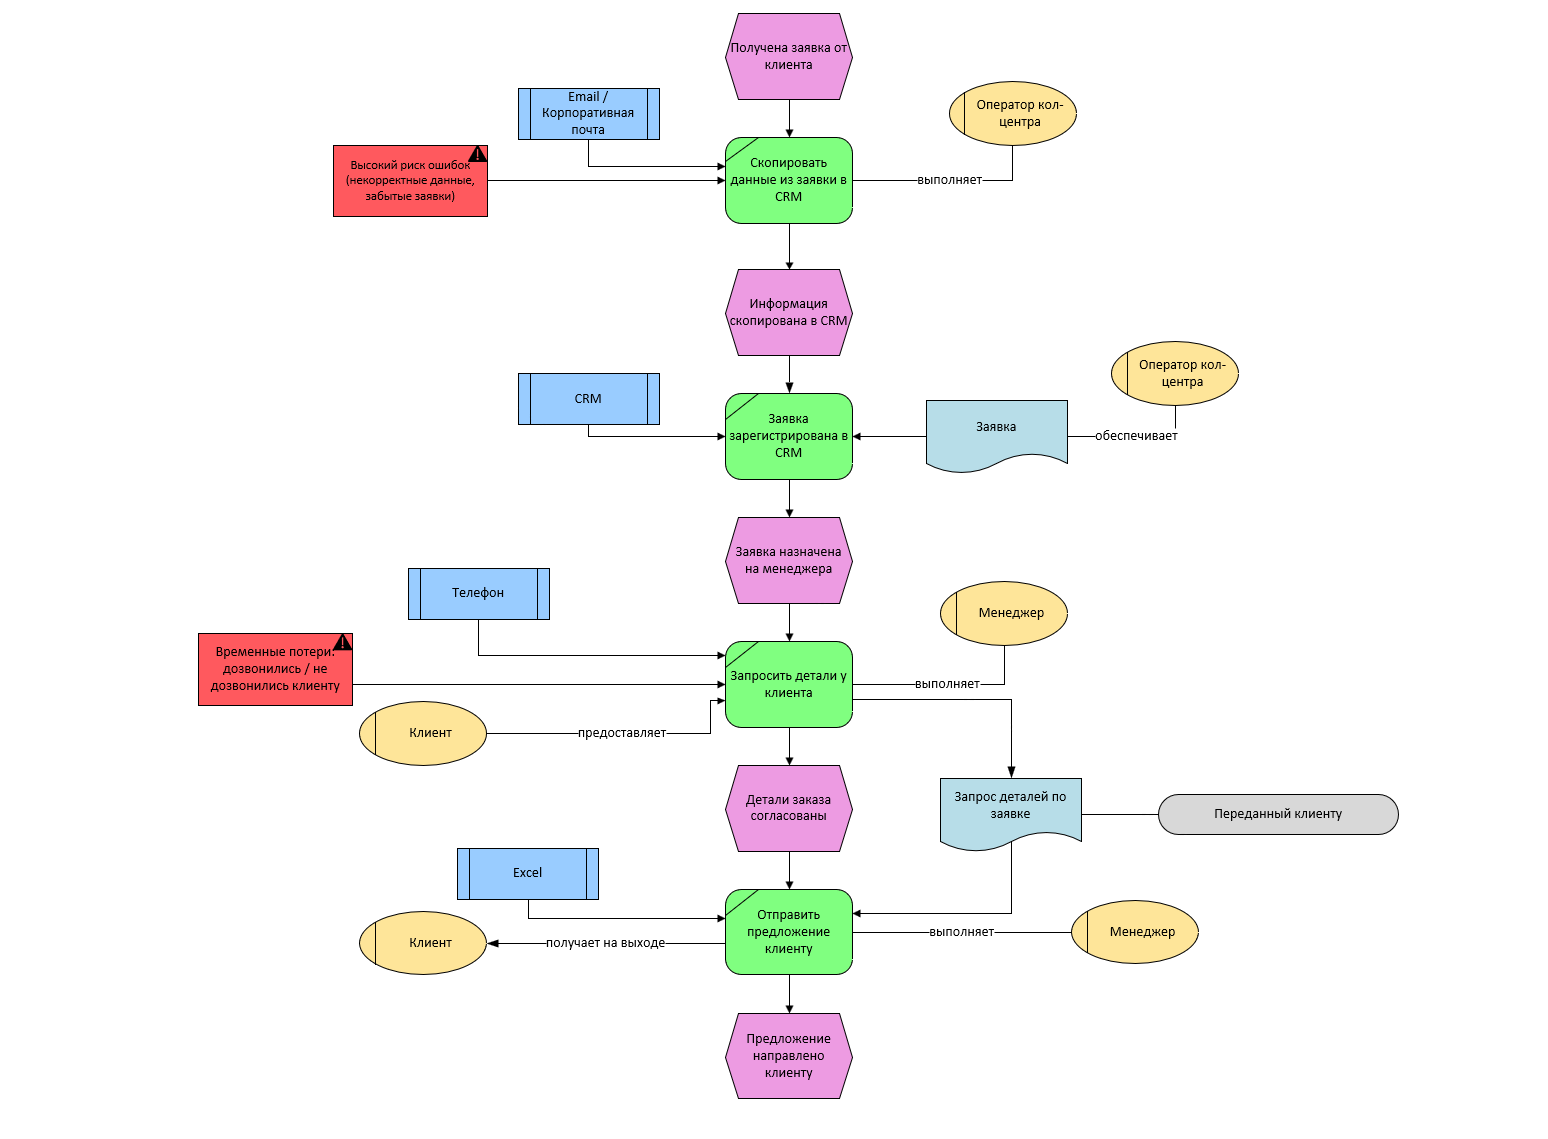 Получена заявка от
клиента
Email /
Корпоративная
почта
Оператор кол-
центра
Высокий риск ошибок
(некорректные данные,
забытые заявки)
Скопировать
данные из заявки в
CRM
выполняет
Информация
скопирована в CRM
Оператор кол-
центра
CRM
Заявка
зарегистрирована в
CRM
Заявка
обеспечивает
Заявка назначена
на менеджера
Телефон
Менеджер
Временные потери:
дозвонились / не
дозвонились клиенту
Запросить детали у
клиента
выполняет
Клиент
предоставляет
Детали заказа
согласованы
Запрос деталей по
заявке
Переданный клиенту
Excel
Отправить
предложение
клиенту
Клиент
получает на выходе
выполняет
Менеджер
Предложение
направлено
клиенту